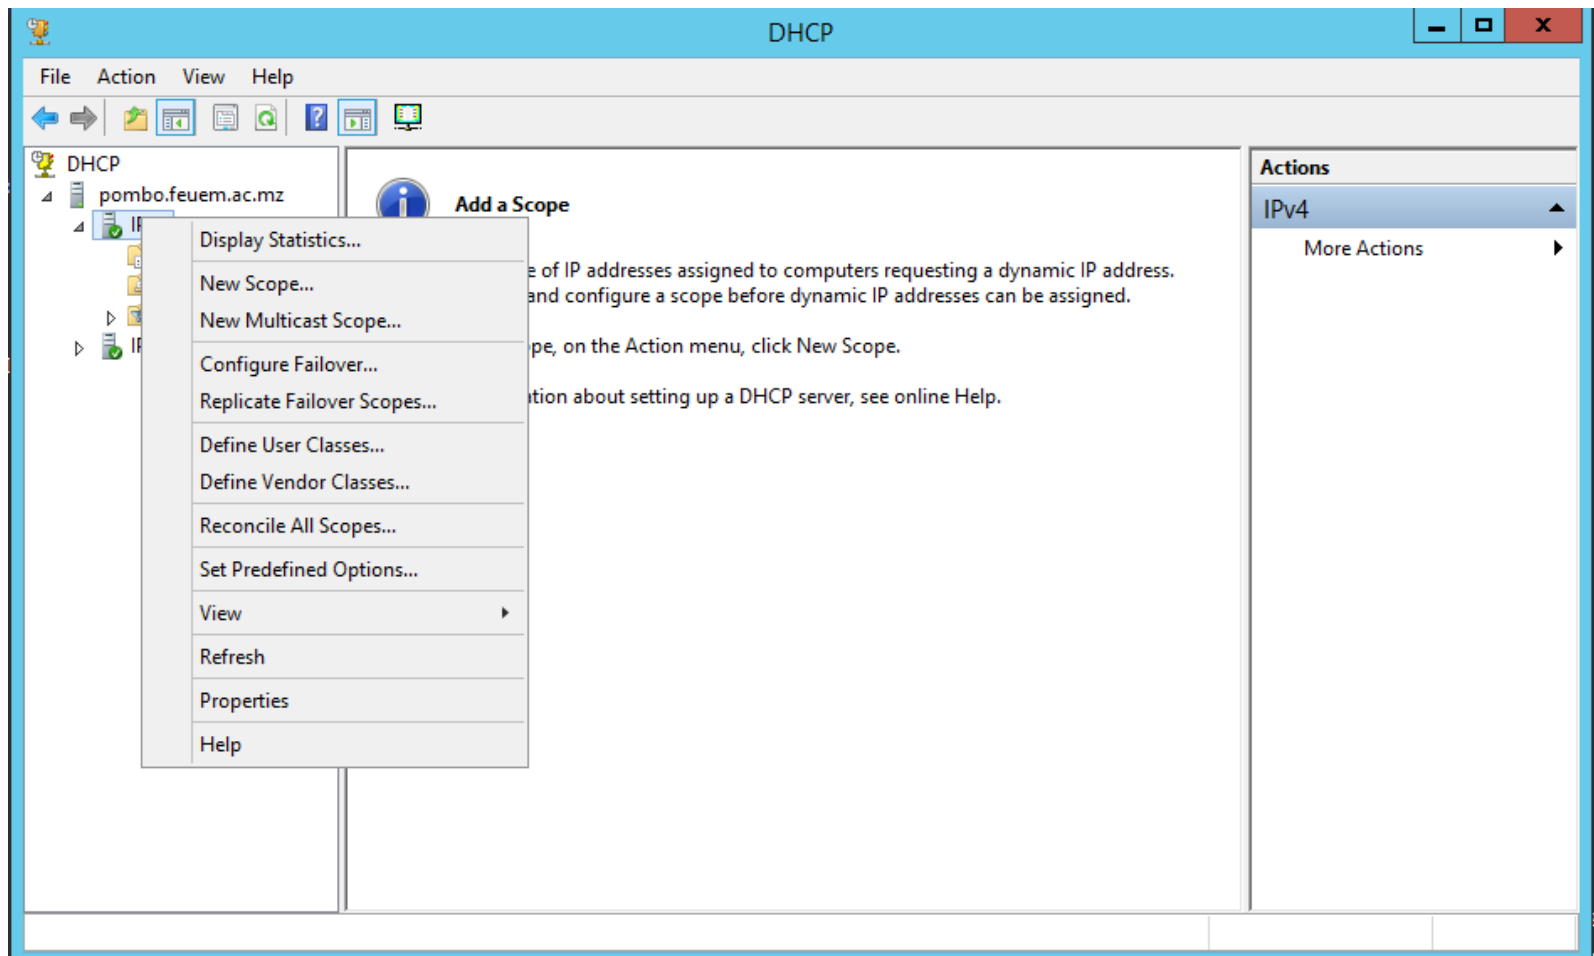 DHCP
File Action View Help
DHCP
pombo.feuem.ac.mz
Display Statistics...
New Scope...
New Multicast Scope...
Configure Failover...
Replicate Failover Scopes...
Define User Classes...
Define Vendor Classes...
Reconcile All Scopes...
Set Predefined Options...
View
Refresh
Properties
Help
Add a Scope
of IP addresses assigned to computers requesting a dynamic IP address.
and configure a scope before dynamic IP addresses can be assigned.
on the Action menu, click New Scope.
about setting up a DHCP server, see online Help.
Actions
IPv4
More Actions